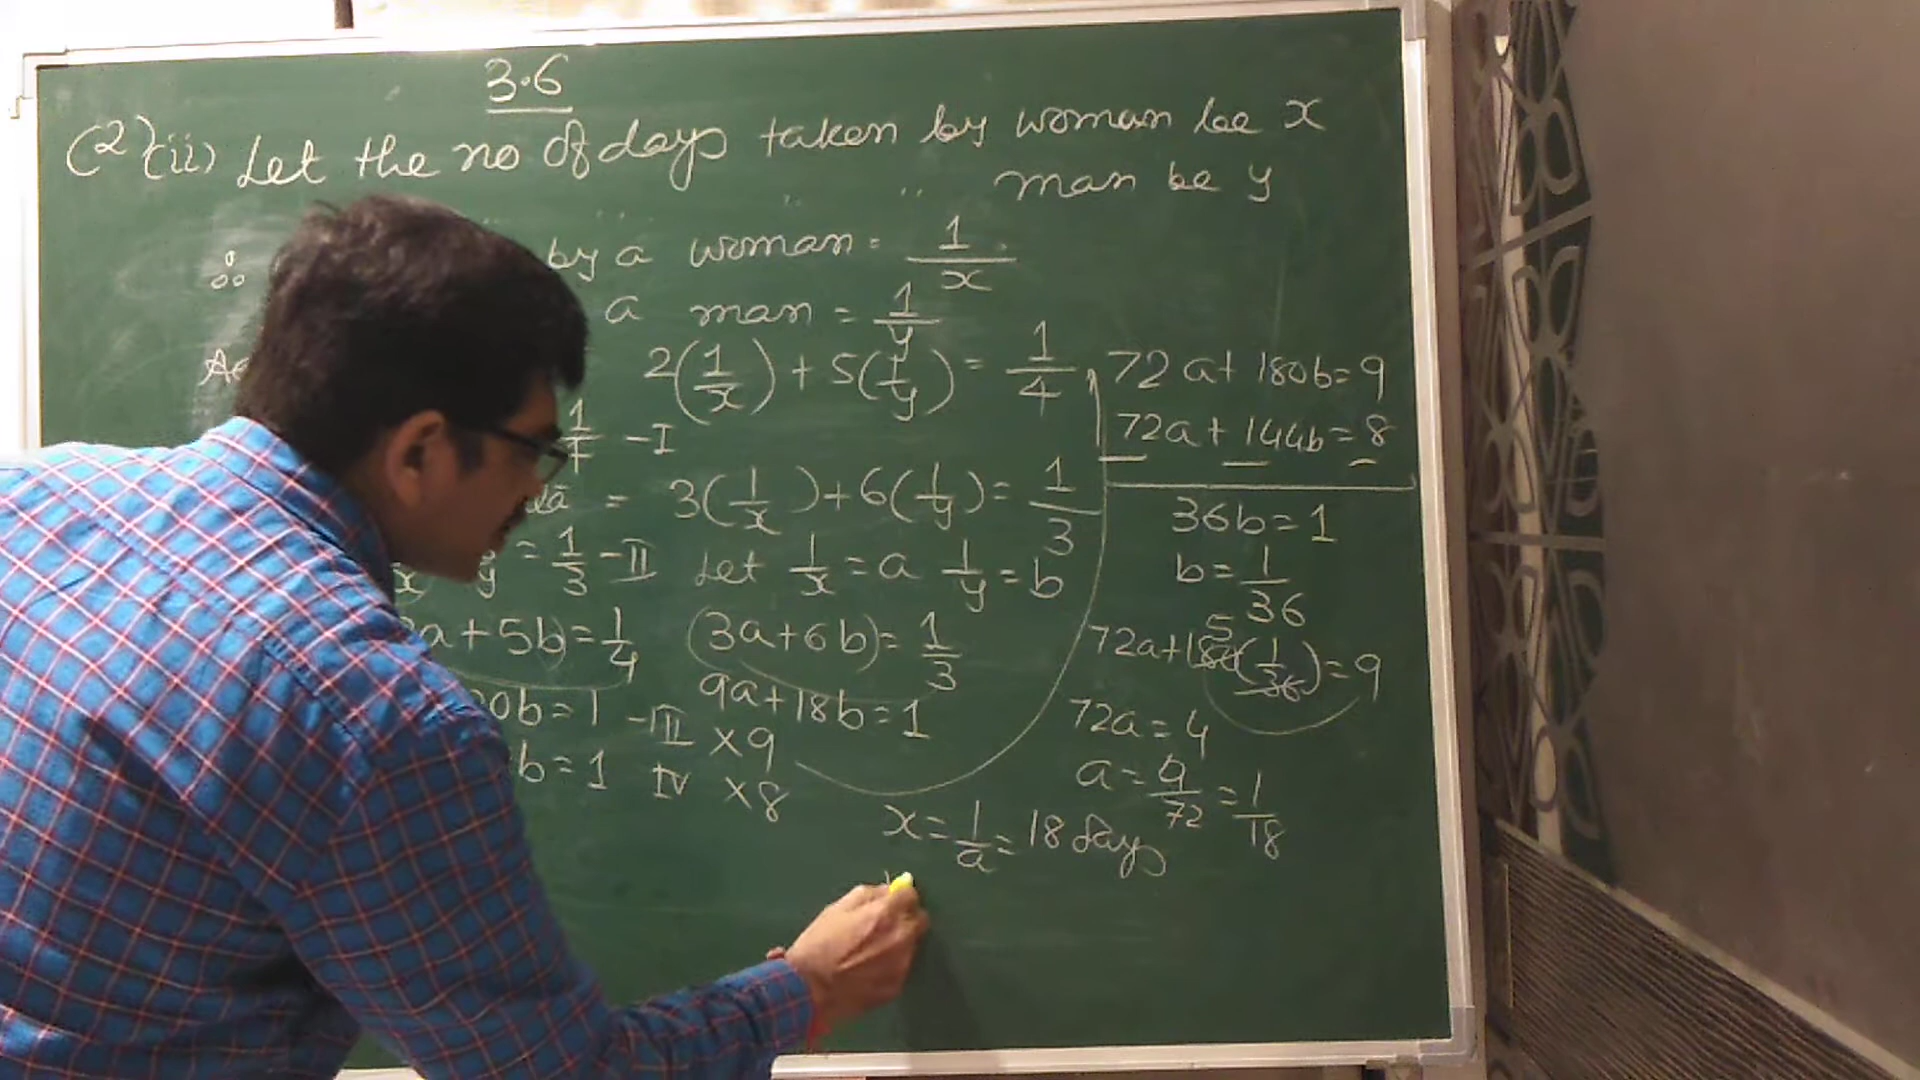 3.6
(2)(ii) Let the no of days taken by woman be x
" " " " man be y
∴ by a woman = 1/x
a man = 1/y
2(1/x) + 5(1/y) = 1/4
1/4 - I
= 3(1/x) + 6(1/y) = 1/3
x y = 1/3 - II Let 1/x = a 1/y = b
a + 5b) = 1/4 (3a + 6b) = 1/3
0b = 1 - III × 9 9a + 18b = 1
b = 1 IV × 8
72a + 180b = 9
72a + 144b = 8
36b = 1
b = 1/36
72a + 180(1/36) = 9
5
72a = 4
a = 4/72 = 1/18
x = 1/a = 18 days